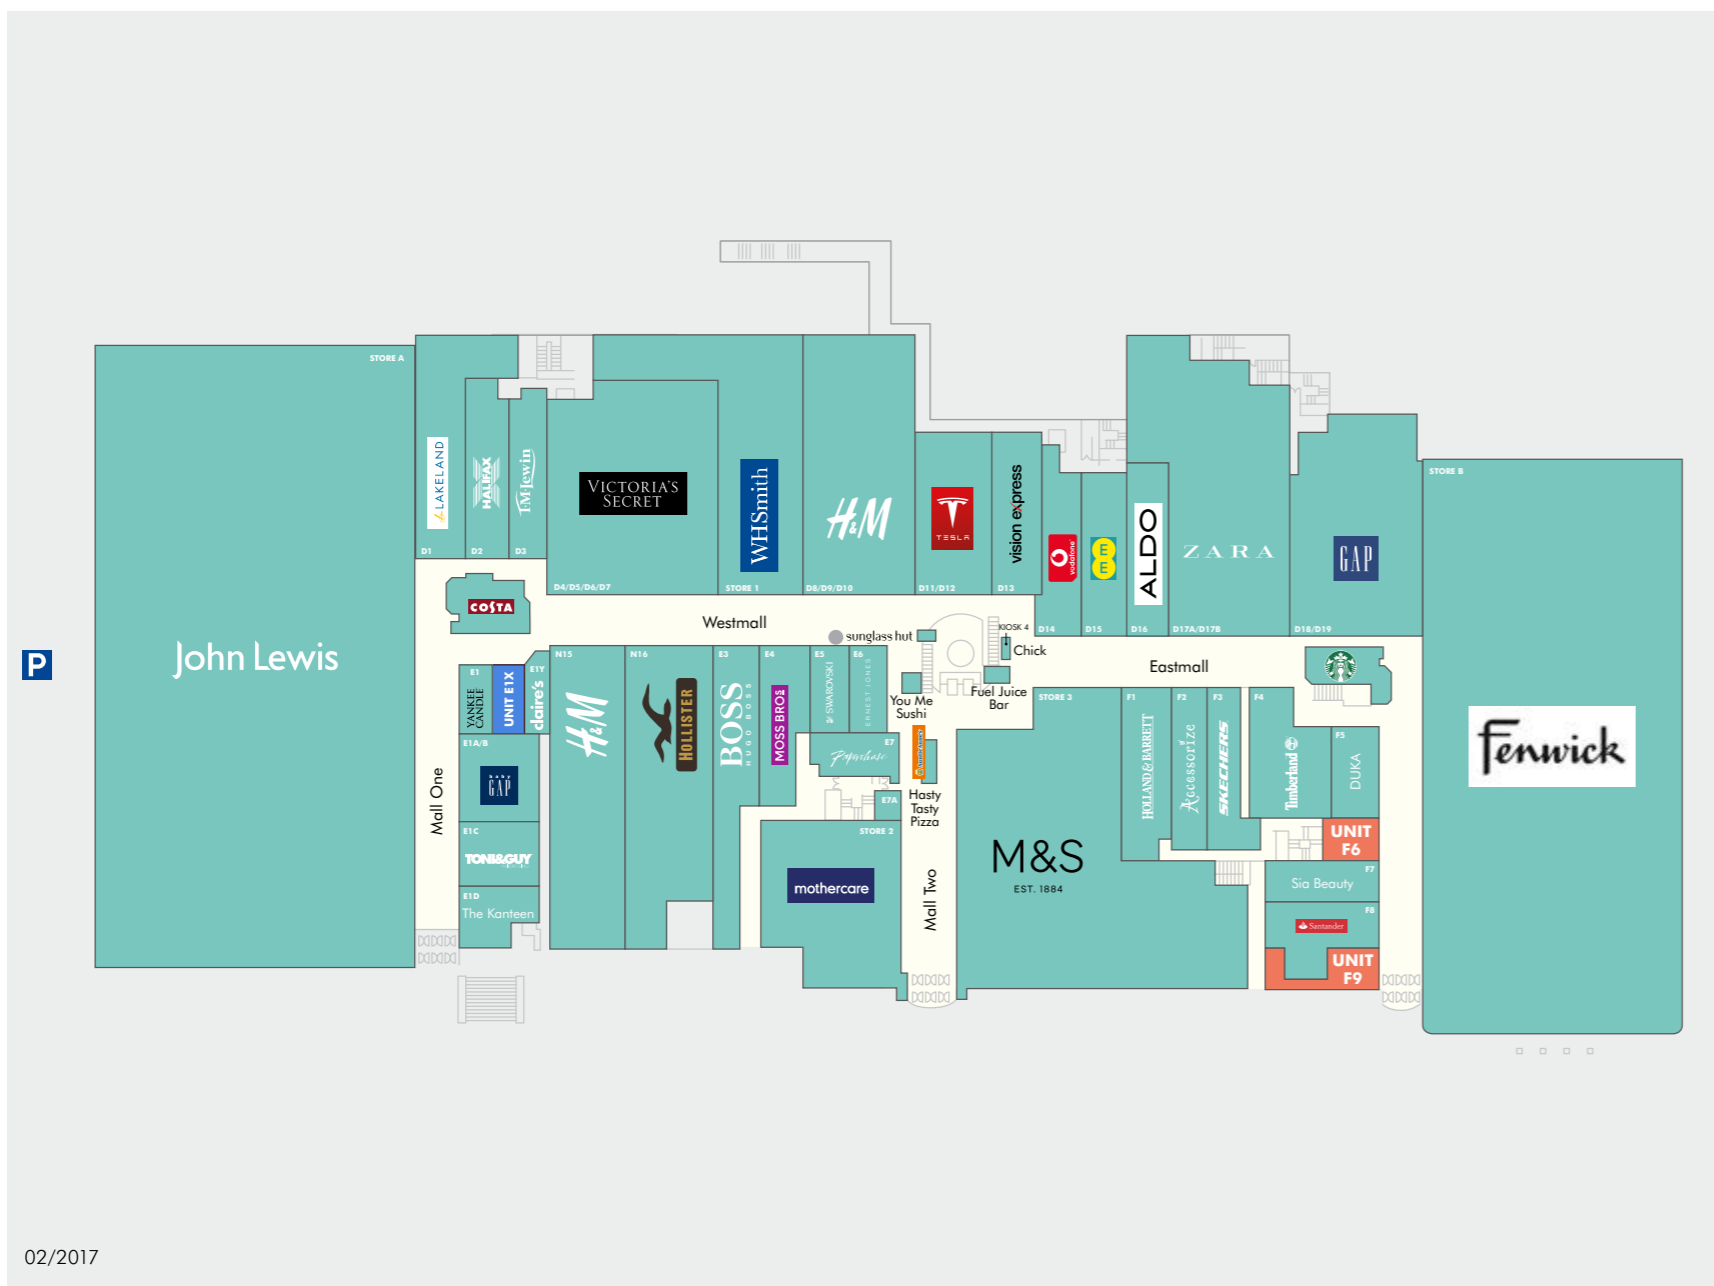 STORE A
LAKELAND
D1
HALIFAX
D2
T.M.Lewin
D3
VICTORIA'S
SECRET
D4/D5/D6/D7
WHSmith
STORE 1
H&M
D8/D9/D10
TESLA
D11/D12
vision express
D13
vodafone
D14
EE
D15
ALDO
D16
ZARA
D17A/D17B
GAP
D18/D19
STORE B
Fenwick
John Lewis
P
COSTA
Westmall
sunglass hut
KIOSK 4
Chick
Eastmall
Fuel Juice
Bar
You Me
Sushi
Hasty
Tasty
Pizza
Mall One
Mall Two
E1
YANKEE
CANDLE
UNIT E1X
E1Y
claire's
E1A/B
baby
GAP
E1C
TONI&GUY
E1D
The Kanteen
N15
H&M
N16
HOLLISTER
E3
BOSS
HUGO BOSS
E4
MOSS BROS
E5
SWAROVSKI
E6
ERNEST JONES
E7
Paperchase
E7A
STORE 2
mothercare
STORE 3
M&S
EST. 1884
F1
HOLLAND & BARRETT
F2
Accessorize
F3
SKECHERS
F4
Timberland
F5
DUKA
UNIT
F6
F7
Sia Beauty
F8
Santander
UNIT
F9
02/2017